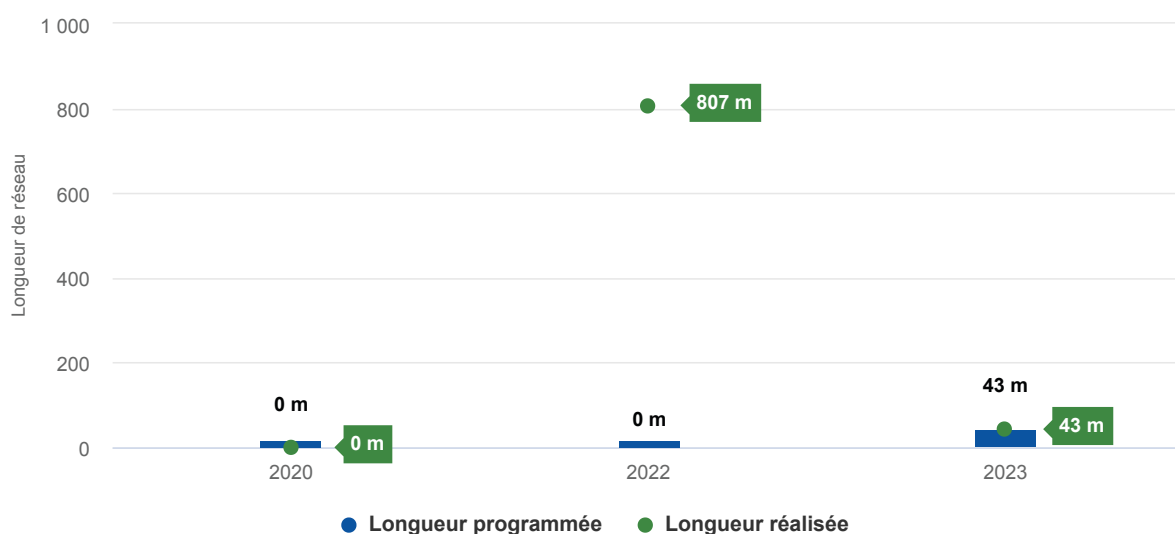 1 000
800
600
400
200
0
Longueur de réseau
807 m
0 m
0 m
0 m
43 m
43 m
2020
2022
2023
Longueur programmée
Longueur réalisée